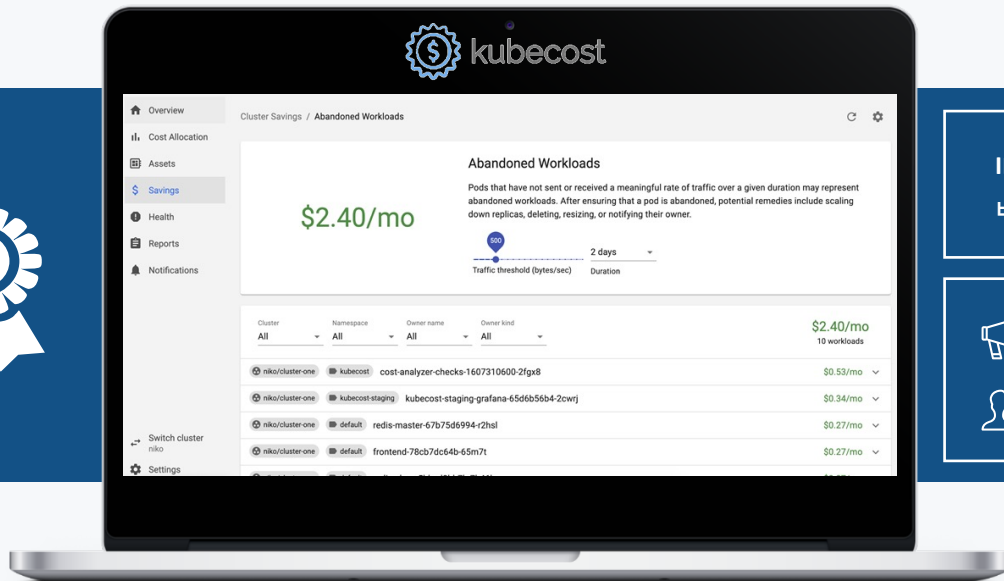 kubecost
Overview
Cost Allocation
Assets
Savings
Health
Reports
Notifications
Switch cluster
niko
Settings
Cluster Savings / Abandoned Workloads
$2.40/mo
Abandoned Workloads
Pods that have not sent or received a meaningful rate of traffic over a given duration may represent
abandoned workloads. After ensuring that a pod is abandoned, potential remedies include scaling
down replicas, deleting, resizing, or notifying their owner.
500
Traffic threshold (bytes/sec)
2 days
Duration
Cluster Namespace Owner name Owner kind
All All All All
$2.40/mo
10 workloads
niko/cluster-one kubecost cost-analyzer-checks-1607310600-2fgx8 $0.53/mo
niko/cluster-one kubecost-staging kubecost-staging-grafana-65d6b56b4-2cwrj $0.34/mo
niko/cluster-one default redis-master-67b75d6994-r2hsl $0.27/mo
niko/cluster-one default frontend-78cb7dc64b-65m7t $0.27/mo